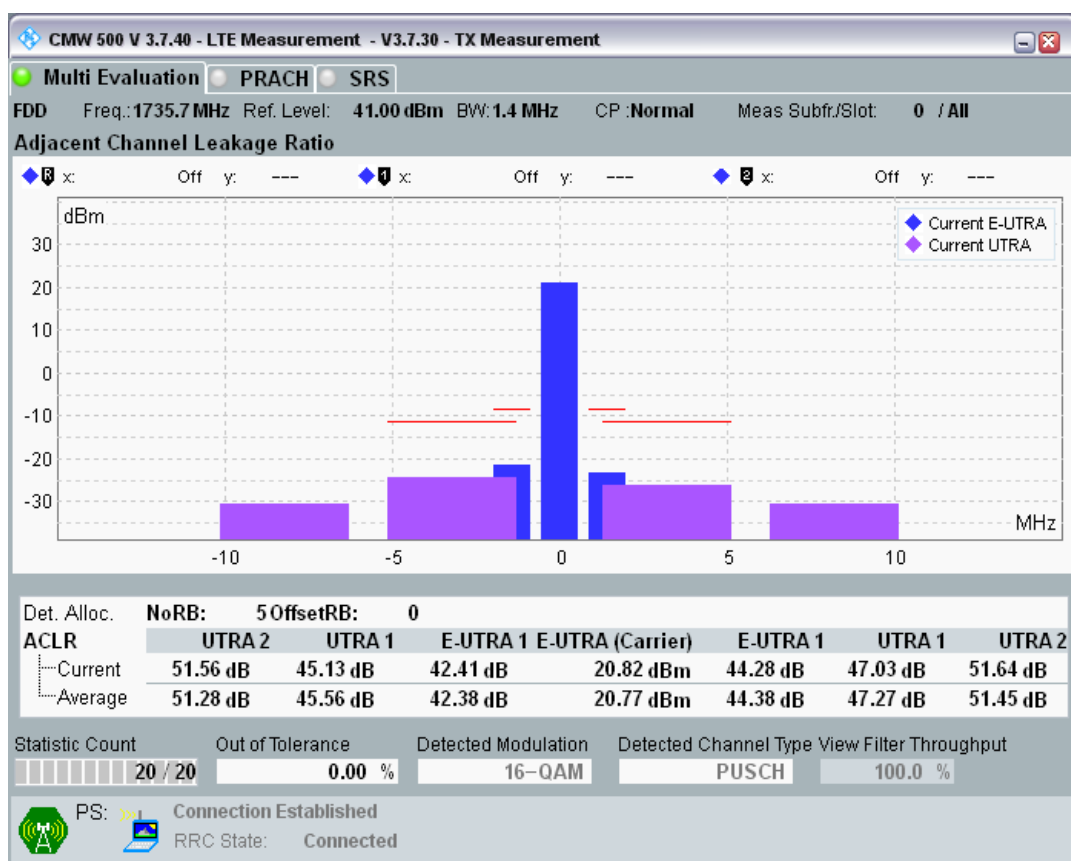 CMW 500 V 3.7.40 - LTE Measurement - V3.7.30 - TX Measurement
Multi Evaluation PRACH SRS
FDD Freq.: 1735.7 MHz Ref. Level: 41.00 dBm BW: 1.4 MHz CP :Normal Meas Subfr./Slot: 0 / All
Adjacent Channel Leakage Ratio
R x: Off y: --- 1 x: Off y: --- 2 x: Off y: ---
dBm
Current E-UTRA
Current UTRA
30
20
10
0
-10
-20
-30
MHz
-10 -5 0 5 10
Det. Alloc. NoRB: 5 OffsetRB: 0
ACLR UTRA 2 UTRA 1 E-UTRA 1 E-UTRA (Carrier) E-UTRA 1 UTRA 1 UTRA 2
Current 51.56 dB 45.13 dB 42.41 dB 20.82 dBm 44.28 dB 47.03 dB 51.64 dB
Average 51.28 dB 45.56 dB 42.38 dB 20.77 dBm 44.38 dB 47.27 dB 51.45 dB
Statistic Count Out of Tolerance Detected Modulation Detected Channel Type View Filter Throughput
20 / 20 0.00 % 16-QAM PUSCH 100.0 %
PS: Connection Established
RRC State: Connected